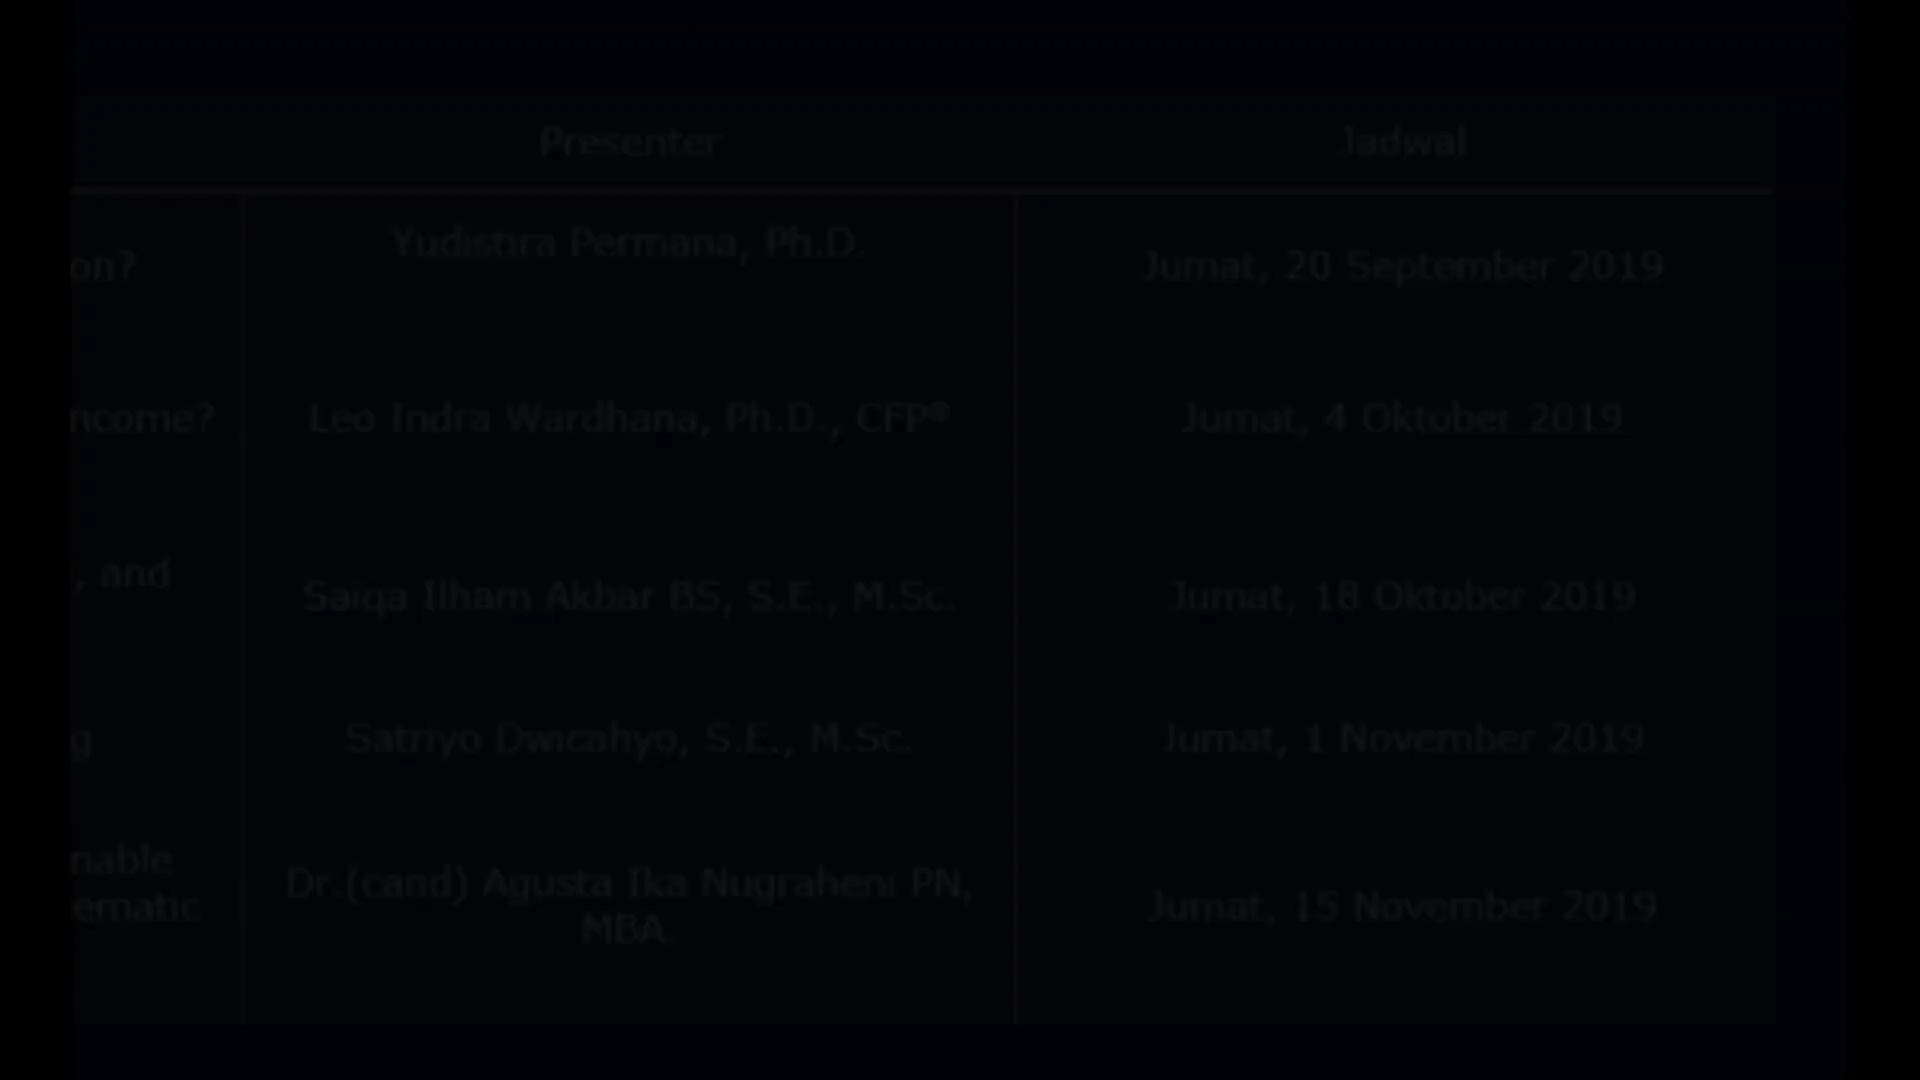 Presenter
Jadwal
on?
Yudistira Permana, Ph.D.
Jumat, 20 September 2019
ncome?
Leo Indra Wardhana, Ph.D., CFP®
Jumat, 4 Oktober 2019
, and
Saiqa Ilham Akbar BS, S.E., M.Sc.
Jumat, 18 Oktober 2019
g
Satriyo Dwicahyo, S.E., M.Sc.
Jumat, 1 November 2019
nable
ematic
Dr.(cand) Agusta Ika Nugraheni PN,
MBA.
Jumat, 15 November 2019